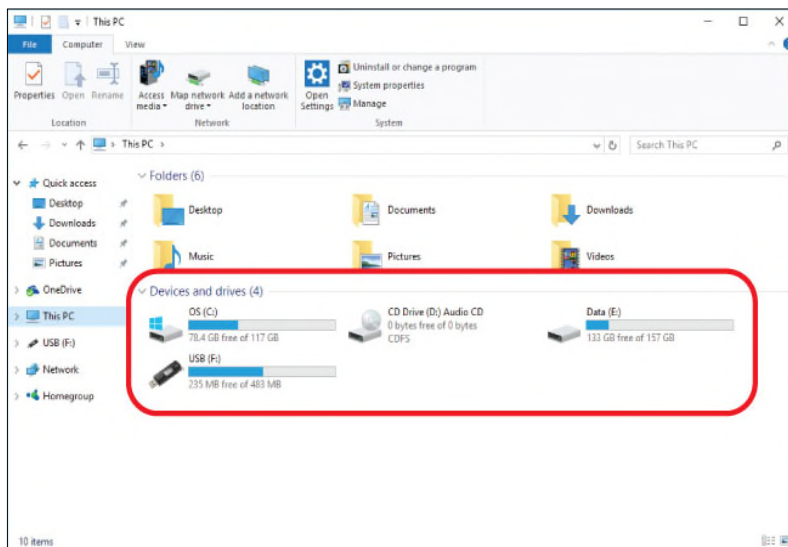 This PC
File Computer View
Properties Open Rename Access media Map network drive Add a network location Open Settings Uninstall or change a program
System properties
Manage
Location Network System
This PC Search This PC
Quick access
Desktop
Downloads
Documents
Pictures
OneDrive
This PC
USB (F:)
Network
Homegroup
Folders (6)
Desktop Documents Downloads
Music Pictures Videos
Devices and drives (4)
OS (C:)
78.4 GB free of 117 GB
CD Drive (D:) Audio CD
0 bytes free of 0 bytes
CDFS
Data (E:)
133 GB free of 157 GB
USB (F:)
235 MB free of 483 MB
10 items